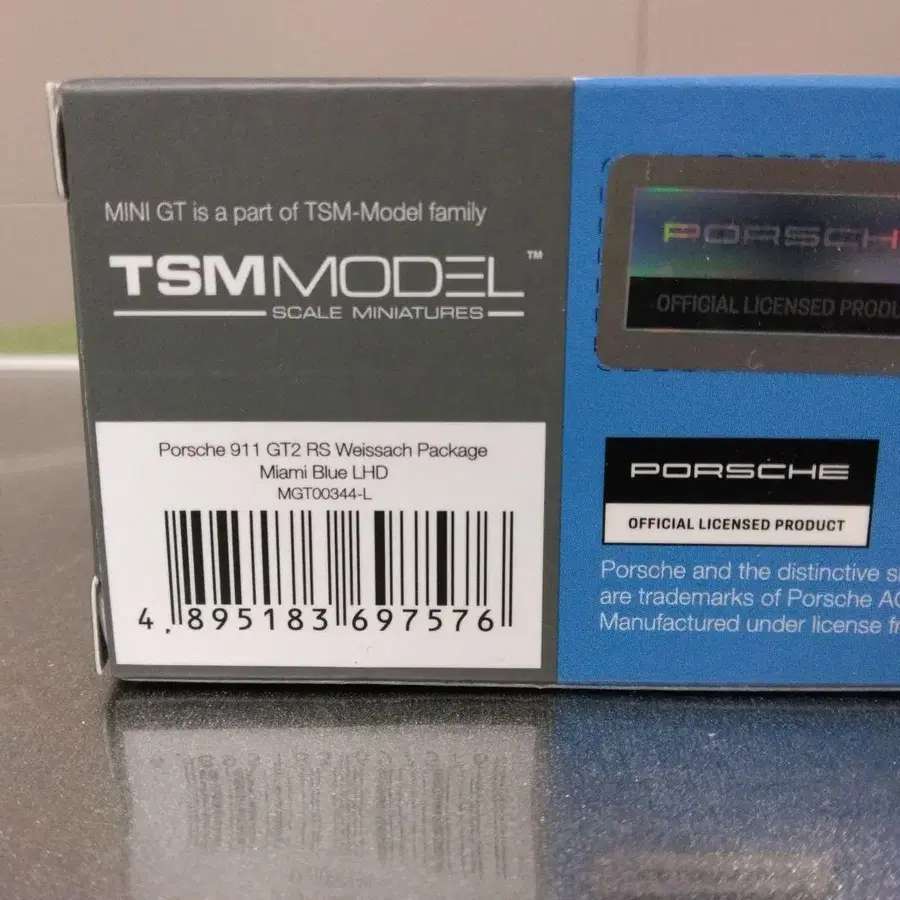 MINI GT is a part of TSM-Model family
TSMMODEL™
SCALE MINIATURES
Porsche 911 GT2 RS Weissach Package
Miami Blue LHD
MGT00344-L
4 895183 697576
PORSCH
OFFICIAL LICENSED PRODU
PORSCHE
OFFICIAL LICENSED PRODUCT
Porsche and the distinctive s
are trademarks of Porsche AG
Manufactured under license fr